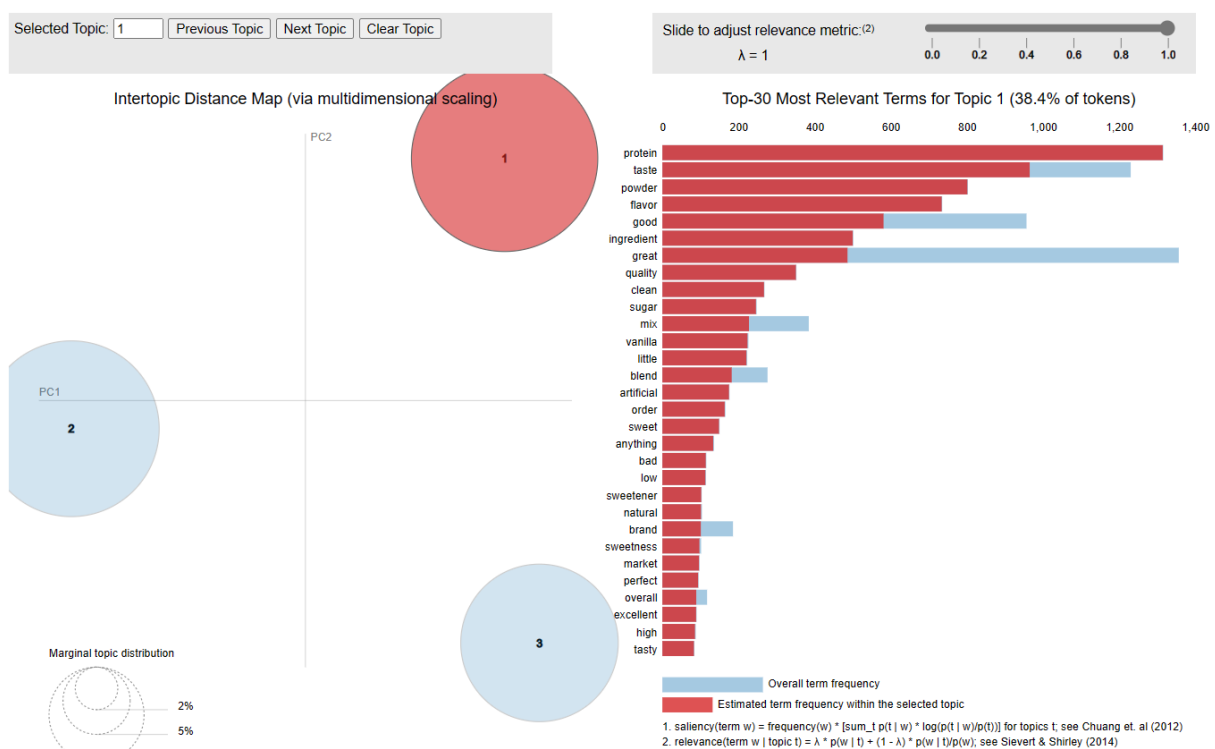 Selected Topic: 1 Previous Topic Next Topic Clear Topic
Slide to adjust relevance metric:(2)
λ = 1
0.0 0.2 0.4 0.6 0.8 1.0
Intertopic Distance Map (via multidimensional scaling)
PC2
PC1
1
2
3
Marginal topic distribution
2%
5%
Top-30 Most Relevant Terms for Topic 1 (38.4% of tokens)
0 200 400 600 800 1,000 1,200 1,400
protein
taste
powder
flavor
good
ingredient
great
quality
clean
sugar
mix
vanilla
little
blend
artificial
order
sweet
anything
bad
low
sweetener
natural
brand
sweetness
market
perfect
overall
excellent
high
tasty
Overall term frequency
Estimated term frequency within the selected topic
1. saliency(term w) = frequency(w) * [sum_t p(t | w) * log(p(t | w)/p(t))] for topics t; see Chuang et. al (2012)
2. relevance(term w | topic t) = λ * p(w | t) + (1 - λ) * p(w | t)/p(w); see Sievert & Shirley (2014)